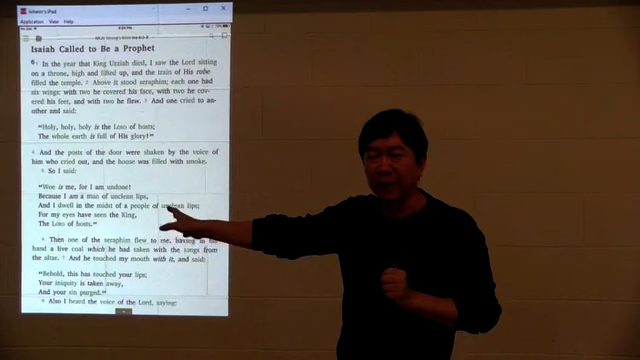 Isaiah Called to Be a Prophet
6 In the year that King Uzziah died, I saw the Lord sitting
on a throne, high and lifted up, and the train of His robe
filled the temple. 2 Above it stood seraphim; each one had
six wings: with two he covered his face, with two he cov-
ered his feet, and with two he flew. 3 And one cried to an-
other and said:
"Holy, holy, holy is the LORD of hosts;
The whole earth is full of His glory!"
4 And the posts of the door were shaken by the voice of
him who cried out, and the house was filled with smoke.
5 So I said:
"Woe is me, for I am undone!
Because I am a man of unclean lips,
And I dwell in the midst of a people of unclean lips;
For my eyes have seen the King,
The LORD of hosts."
6 Then one of the seraphim flew to me, having in his
hand a live coal which he had taken with the tongs from
the altar. 7 And he touched my mouth with it, and said:
"Behold, this has touched your lips;
Your iniquity is taken away,
And your sin purged."
8 Also I heard the voice of the Lord, saying: